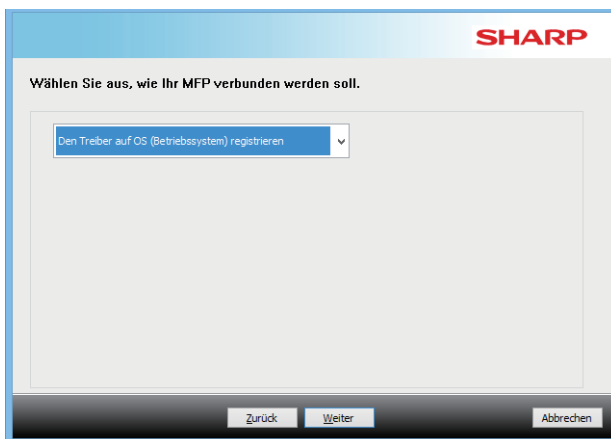 SHARP
Wählen Sie aus, wie Ihr MFP verbunden werden soll.
Den Treiber auf OS (Betriebssystem) registrieren
Zurück Weiter Abbrechen